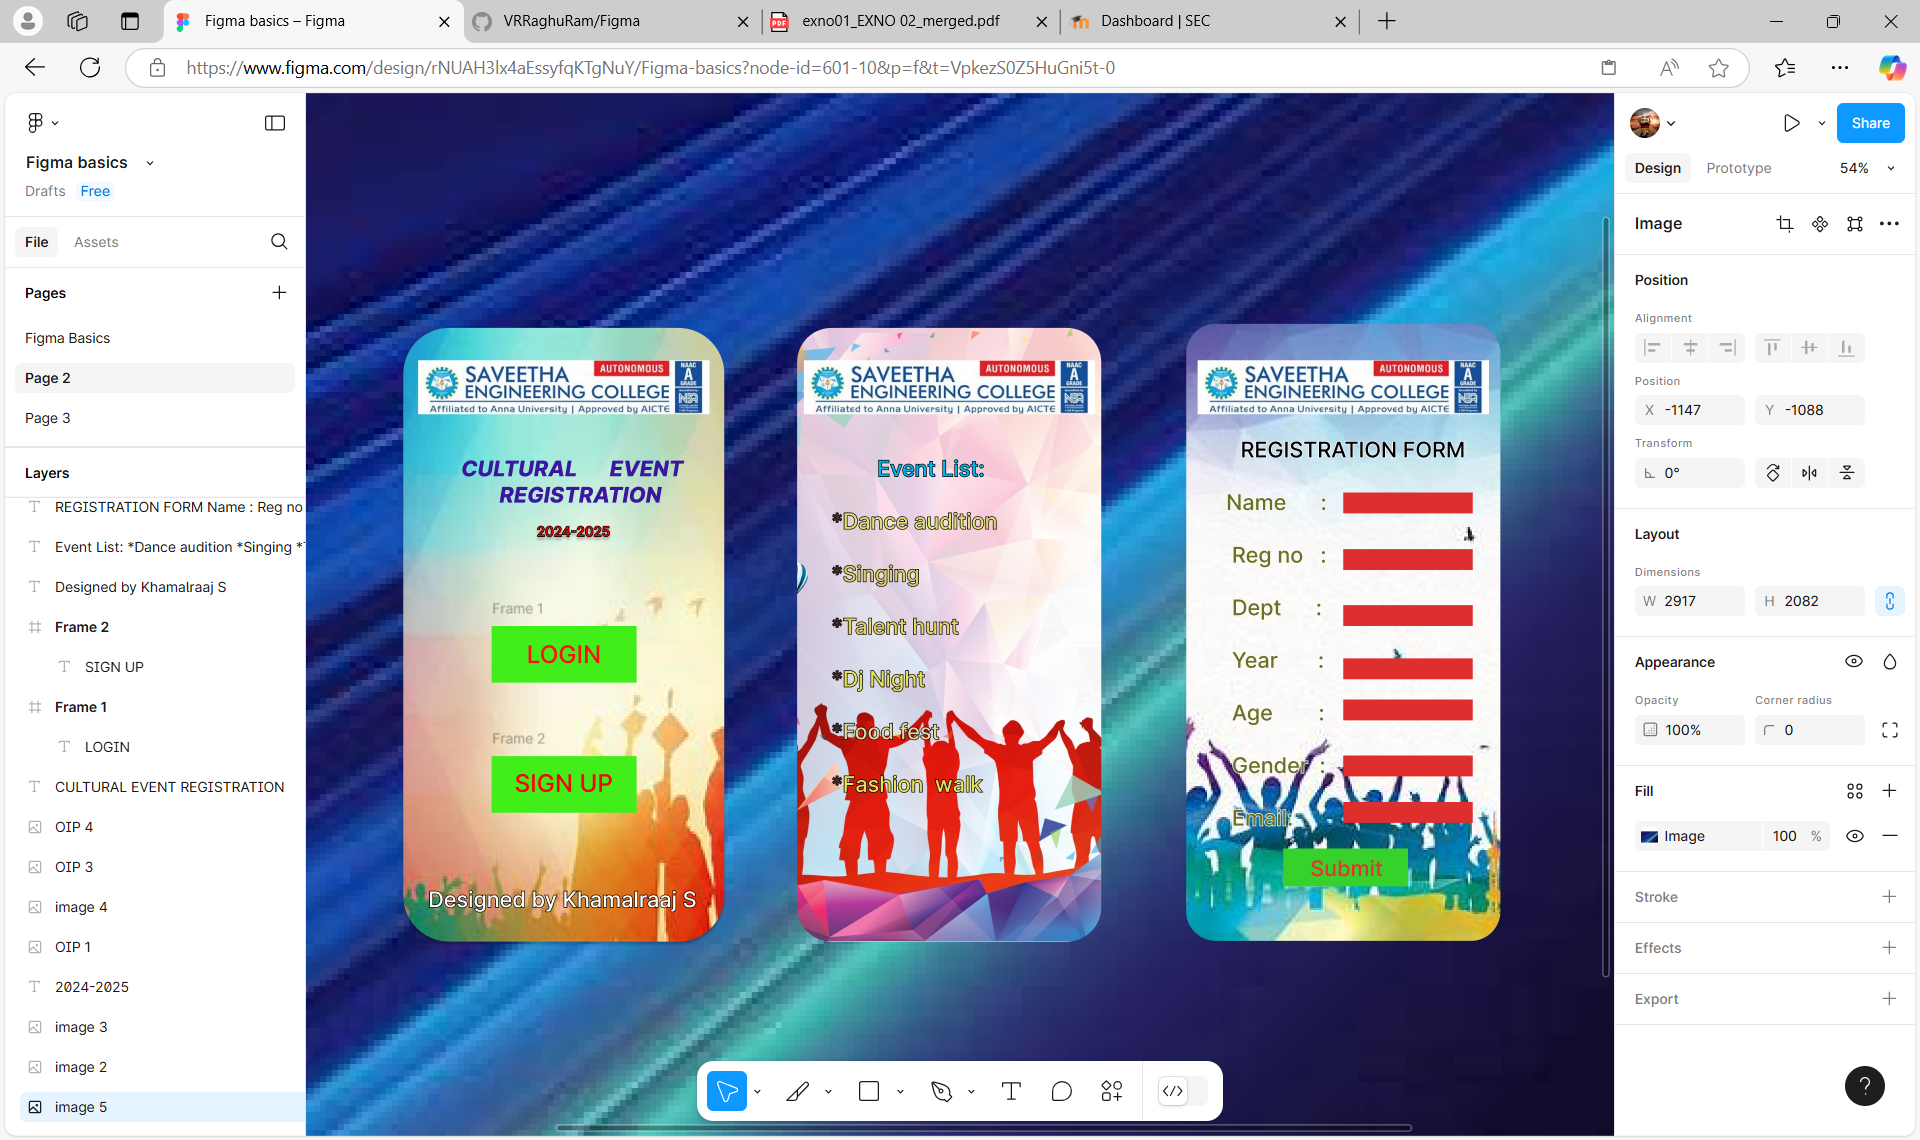 Figma basics – Figma
VRRaghuRam/Figma
exno01_EXNO 02_merged.pdf
Dashboard | SEC
https://www.figma.com/design/rNUAH3lx4aEssyfqKTgNuY/Figma-basics?node-id=601-10&p=f&t=VpkezS0Z5HuGni5t-0
Figma basics
Drafts Free
File Assets
Pages
Figma Basics
Page 2
Page 3
Layers
REGISTRATION FORM Name : Reg no
Event List: *Dance audition *Singing *
Designed by Khamalraaj S
Frame 2
SIGN UP
Frame 1
LOGIN
CULTURAL EVENT REGISTRATION
OIP 4
OIP 3
image 4
OIP 1
2024-2025
image 3
image 2
image 5
AUTONOMOUS
NAAC
A
GRADE
SAVEETHA
ENGINEERING COLLEGE
Affiliated to Anna University | Approved by AICTE
CULTURAL EVENT
REGISTRATION
2024-2025
Frame 1
LOGIN
Frame 2
SIGN UP
Designed by Khamalraaj S
AUTONOMOUS
NAAC
A
GRADE
SAVEETHA
ENGINEERING COLLEGE
Affiliated to Anna University | Approved by AICTE
Event List:
*Dance audition
*Singing
*Talent hunt
*Dj Night
*Food fest
*Fashion walk
AUTONOMOUS
NAAC
A
GRADE
SAVEETHA
ENGINEERING COLLEGE
Affiliated to Anna University | Approved by AICTE
REGISTRATION FORM
Name :
Reg no :
Dept :
Year :
Age :
Gender :
Email:
Submit
Share
Design Prototype 54%
Image
Position
Alignment
Position
X -1147 Y -1088
Transform
0°
Layout
Dimensions
W 2917 H 2082
Appearance
Opacity Corner radius
100% 0
Fill
Image 100 %
Stroke
Effects
Export
?